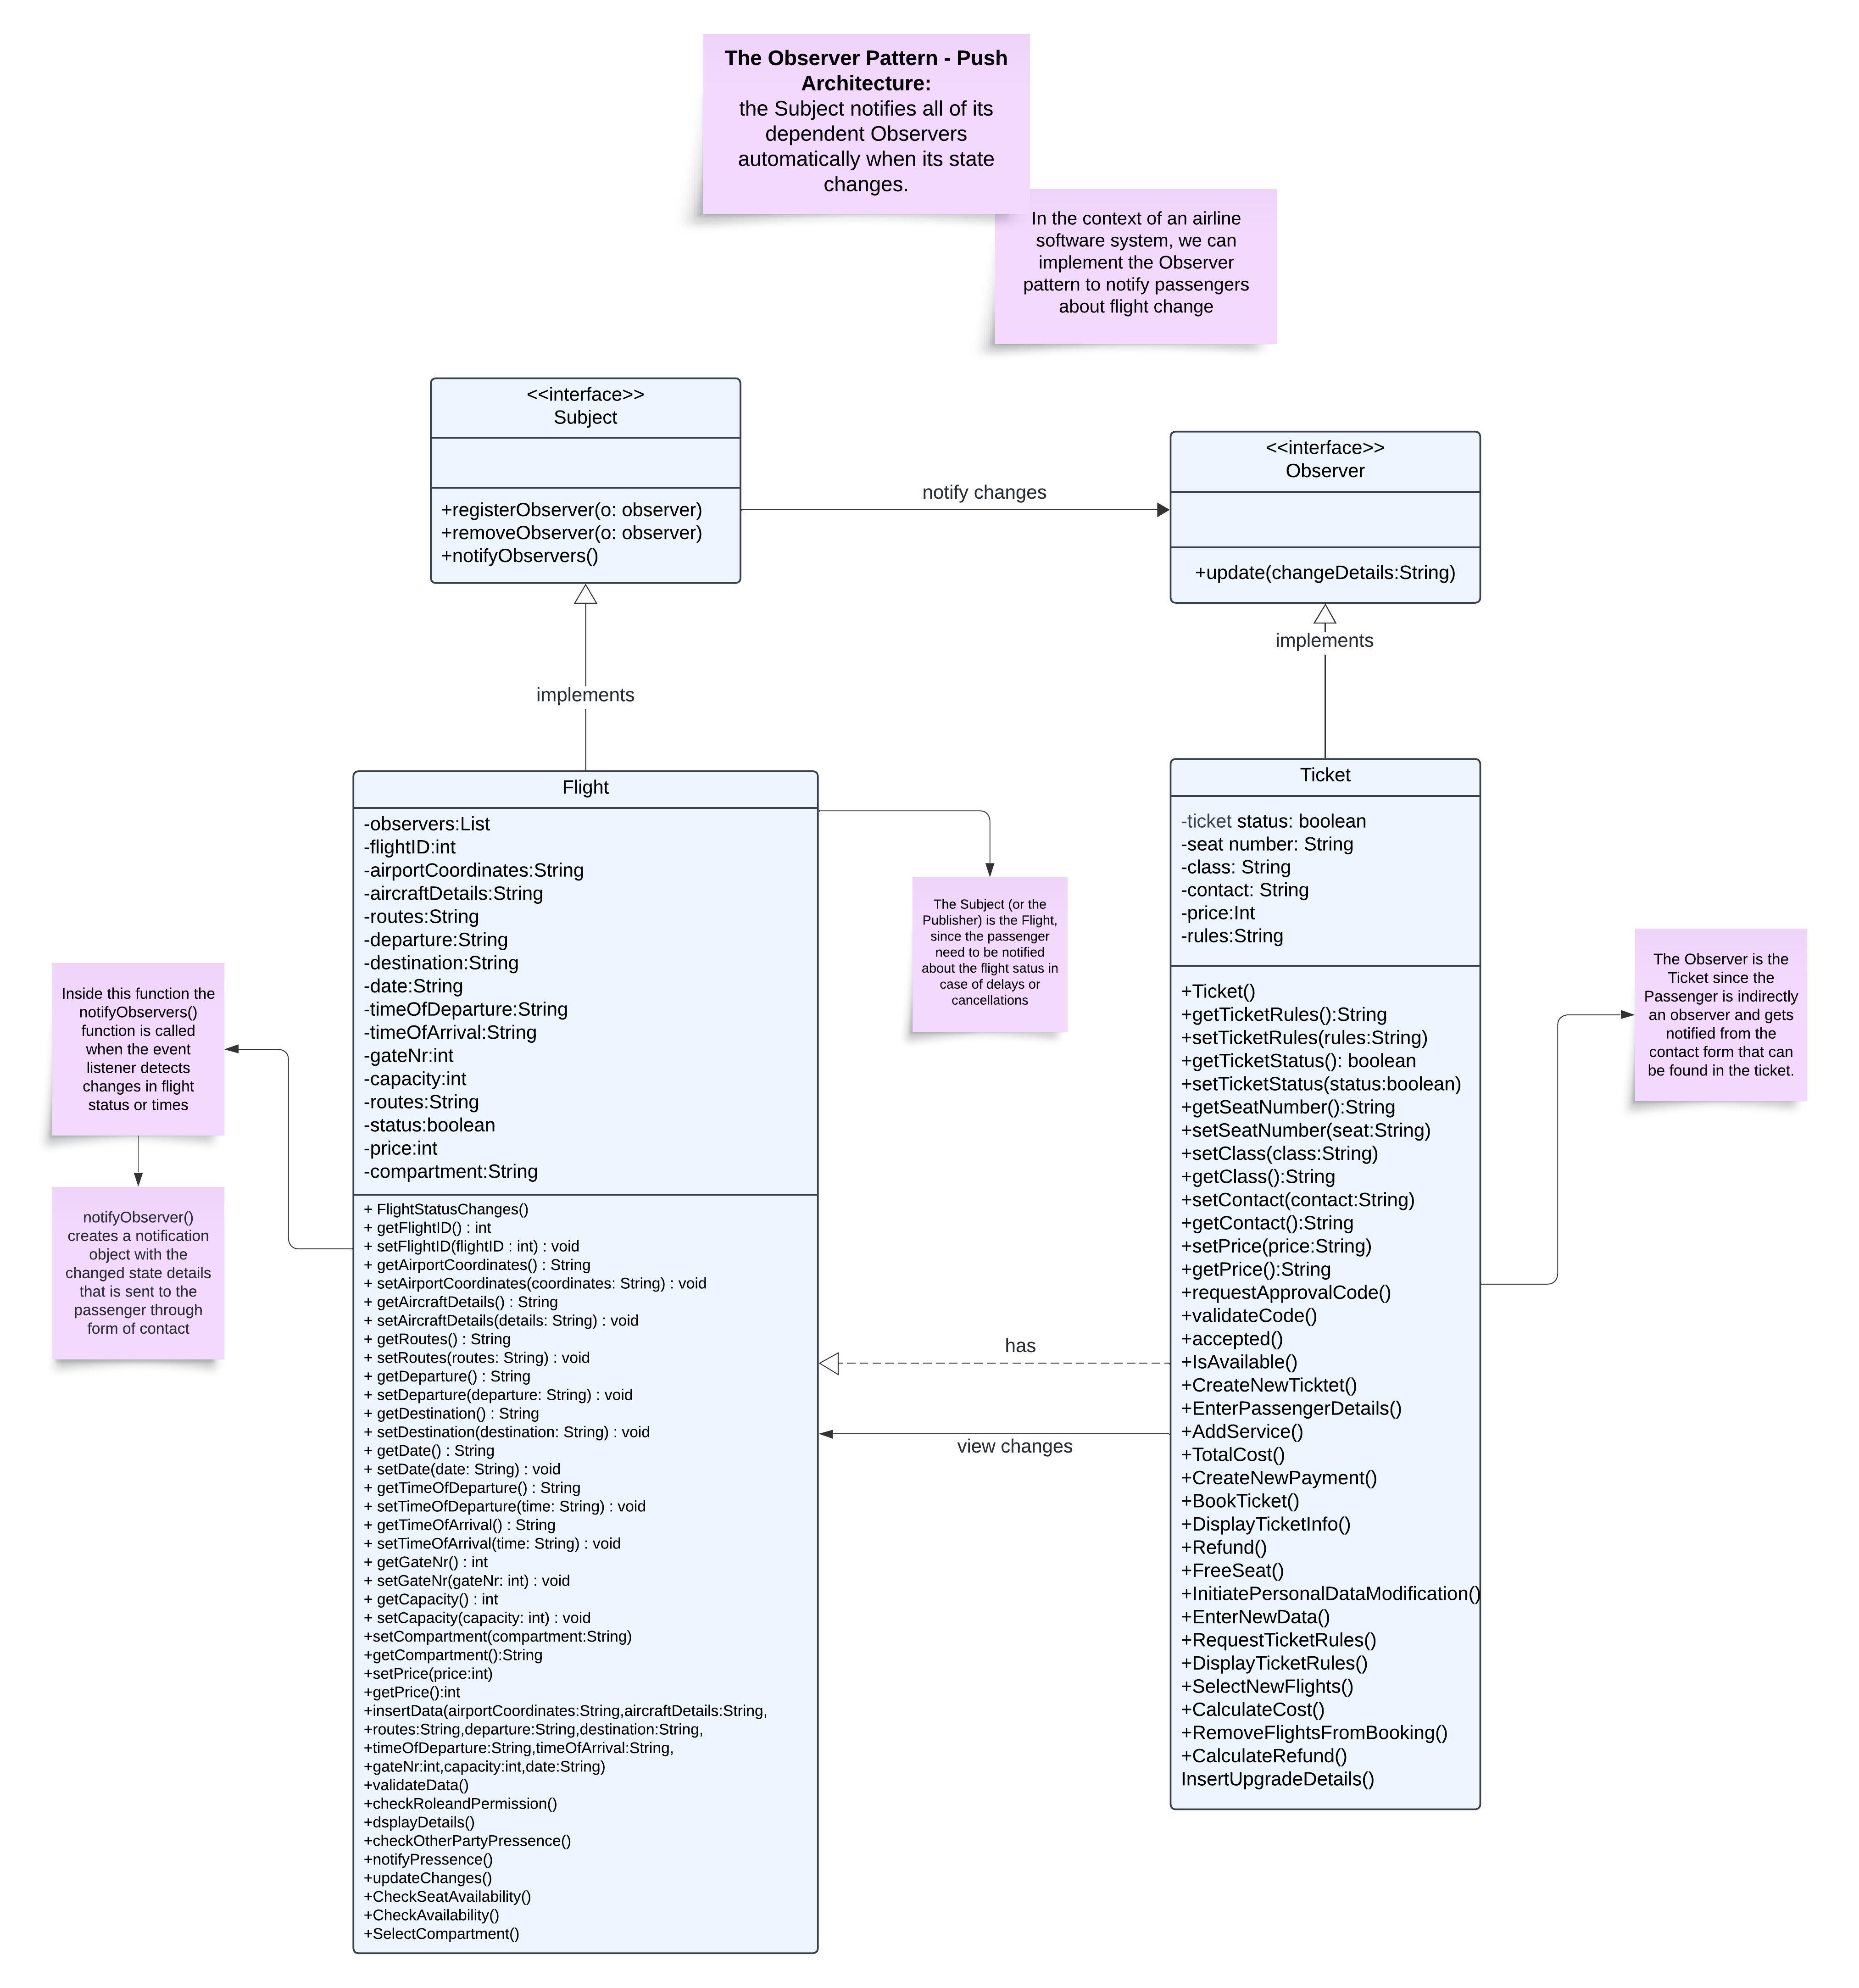 The Observer Pattern - Push
Architecture:
the Subject notifies all of its
dependent Observers
automatically when its state
changes.
In the context of an airline
software system, we can
implement the Observer
pattern to notify passengers
about flight change
<<interface>>
Subject
+registerObserver(o: observer)
+removeObserver(o: observer)
+notifyObservers()
notify changes
<<interface>>
Observer
+update(changeDetails:String)
implements
implements
Flight
-observers:List
-flightID:int
-airportCoordinates:String
-aircraftDetails:String
-routes:String
-departure:String
-destination:String
-date:String
-timeOfDeparture:String
-timeOfArrival:String
-gateNr:int
-capacity:int
-routes:String
-status:boolean
-price:int
-compartment:String
+ FlightStatusChanges()
+ getFlightID() : int
+ setFlightID(flightID : int) : void
+ getAirportCoordinates() : String
+ setAirportCoordinates(coordinates: String) : void
+ getAircraftDetails() : String
+ setAircraftDetails(details: String) : void
+ getRoutes() : String
+ setRoutes(routes: String) : void
+ getDeparture() : String
+ setDeparture(departure: String) : void
+ getDestination() : String
+ setDestination(destination: String) : void
+ getDate() : String
+ setDate(date: String) : void
+ getTimeOfDeparture() : String
+ setTimeOfDeparture(time: String) : void
+ getTimeOfArrival() : String
+ setTimeOfArrival(time: String) : void
+ getGateNr() : int
+ setGateNr(gateNr: int) : void
+ getCapacity() : int
+ setCapacity(capacity: int) : void
+setCompartment(compartment:String)
+getCompartment():String
+setPrice(price:int)
+getPrice():int
+insertData(airportCoordinates:String,aircraftDetails:String,
+routes:String,departure:String,destination:String,
+timeOfDeparture:String,timeOfArrival:String,
+gateNr:int,capacity:int,date:String)
+validateData()
+checkRoleandPermission()
+dsplayDetails()
+checkOtherPartyPressence()
+notifyPressence()
+updateChanges()
+CheckSeatAvailability()
+CheckAvailability()
+SelectCompartment()
The Subject (or the
Publisher) is the Flight,
since the passenger
need to be notified
about the flight satus in
case of delays or
cancellations
Inside this function the
notifyObservers()
function is called
when the event
listener detects
changes in flight
status or times
notifyObserver()
creates a notification
object with the
changed state details
that is sent to the
passenger through
form of contact
has
view changes
Ticket
-ticket status: boolean
-seat number: String
-class: String
-contact: String
-price:Int
-rules:String
+Ticket()
+getTicketRules():String
+setTicketRules(rules:String)
+getTicketStatus(): boolean
+setTicketStatus(status:boolean)
+getSeatNumber():String
+setSeatNumber(seat:String)
+setClass(class:String)
+getClass():String
+setContact(contact:String)
+getContact():String
+setPrice(price:String)
+getPrice():String
+requestApprovalCode()
+validateCode()
+accepted()
+IsAvailable()
+CreateNewTicktet()
+EnterPassengerDetails()
+AddService()
+TotalCost()
+CreateNewPayment()
+BookTicket()
+DisplayTicketInfo()
+Refund()
+FreeSeat()
+InitiatePersonalDataModification()
+EnterNewData()
+RequestTicketRules()
+DisplayTicketRules()
+SelectNewFlights()
+CalculateCost()
+RemoveFlightsFromBooking()
+CalculateRefund()
InsertUpgradeDetails()
The Observer is the
Ticket since the
Passenger is indirectly
an observer and gets
notified from the
contact form that can
be found in the ticket.